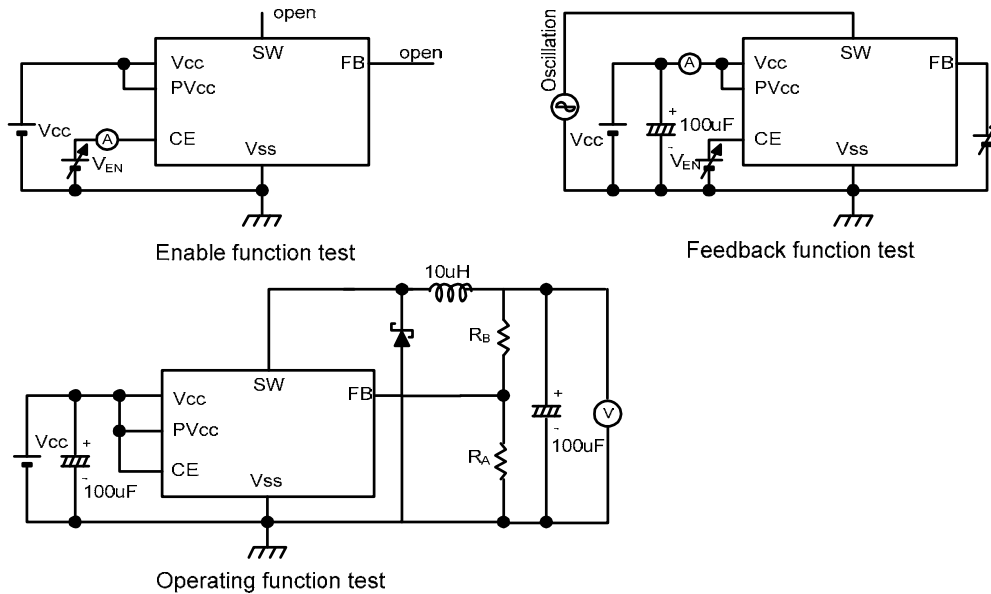 open
SW
FB
open
Vcc
PVcc
Vcc
A
CE
VEN
Vss
Enable function test
Oscillation
SW
A
Vcc
FB
PVcc
+
100uF
Vcc
-
VEN
CE
Vss
Feedback function test
10uH
RB
SW
FB
Vcc
Vcc
+
PVcc
-
100uF
CE
Vss
RA
+
-
100uF
V
Operating function test